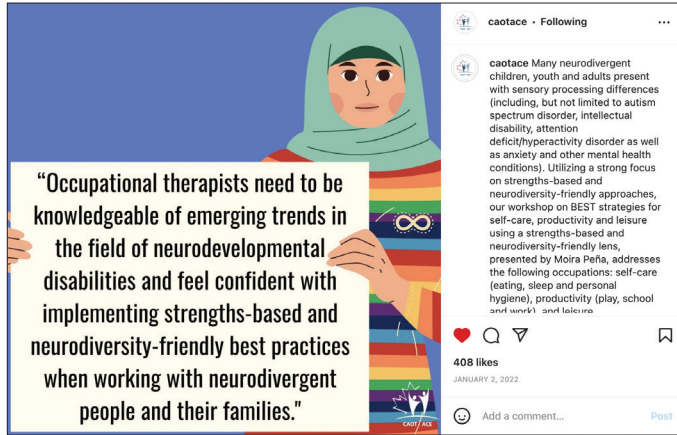 "Occupational therapists need to be
knowledgeable of emerging trends in
the field of neurodevelopmental
disabilities and feel confident with
implementing strengths-based and
neurodiversity-friendly best practices
when working with neurodivergent
people and their families."
CAOT ACE
caotace • Following
caotace Many neurodivergent
children, youth and adults present
with sensory processing differences
(including, but not limited to autism
spectrum disorder, intellectual
disability, attention
deficit/hyperactivity disorder as well
as anxiety and other mental health
conditions). Utilizing a strong focus
on strengths-based and
neurodiversity-friendly approaches,
our workshop on BEST strategies for
self-care, productivity and leisure
using a strengths-based and
neurodiversity-friendly lens,
presented by Moira Peña, addresses
the following occupations: self-care
(eating, sleep and personal
hygiene), productivity (play, school
and work), and leisure
408 likes
JANUARY 2, 2022
Add a comment...
Post